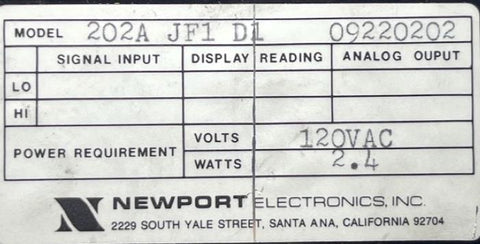 MODEL 202A JF1 D1 09220202
SIGNAL INPUT DISPLAY READING ANALOG OUPUT
LO
HI
POWER REQUIREMENT VOLTS 120VAC
WATTS 2.4
N NEWPORT ELECTRONICS, INC.
2229 SOUTH YALE STREET, SANTA ANA, CALIFORNIA 92704